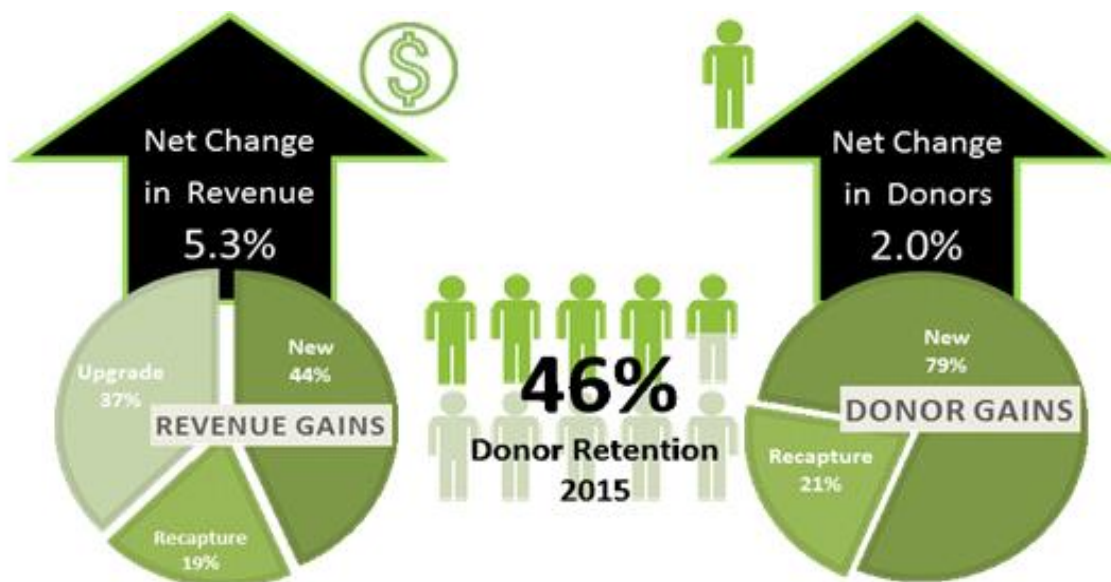 $
Net Change
in Revenue
5.3%
Upgrade
37%
New
44%
REVENUE GAINS
Recapture
19%
46%
Donor Retention
2015
Net Change
in Donors
2.0%
New
79%
DONOR GAINS
Recapture
21%